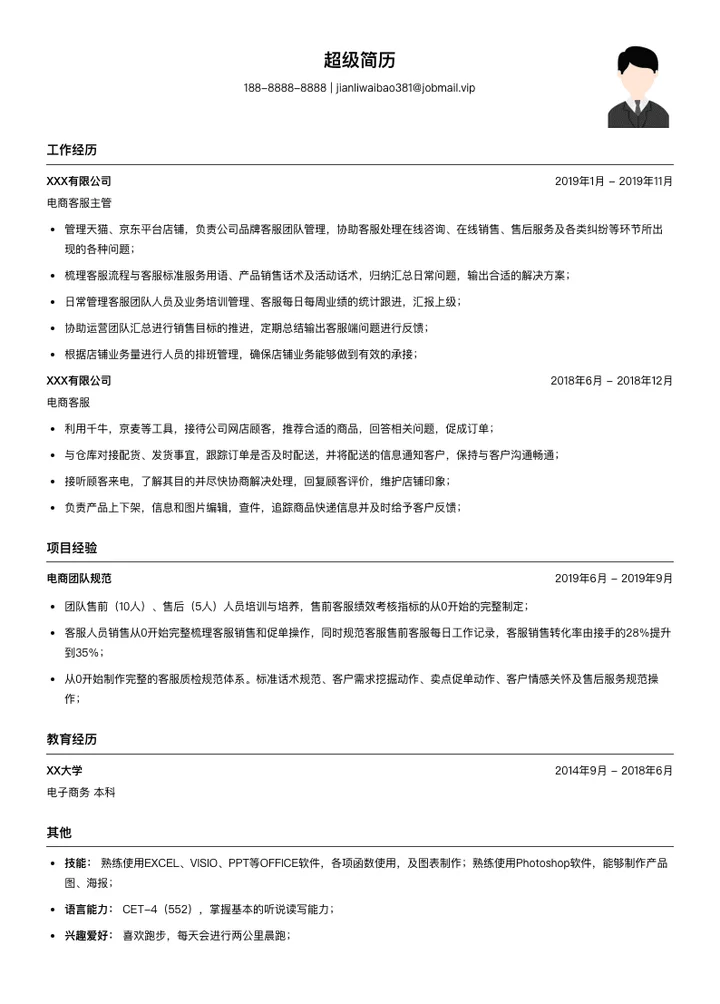 超级简历
188-8888-8888 | jianliwaibao381@jobmail.vip
工作经历
XXX有限公司 2019年1月 – 2019年11月
电商客服主管
• 管理天猫、京东平台店铺，负责公司品牌客服团队管理，协助客服处理在线咨询、在线销售、售后服务及各类纠纷等环节所出
现的各种问题；
• 梳理客服流程与客服标准服务用语、产品销售话术及活动话术，归纳汇总日常问题，输出合适的解决方案；
• 日常管理客服团队人员及业务培训管理、客服每日每周业绩的统计跟进，汇报上级；
• 协助运营团队汇总进行销售目标的推进，定期总结输出客服端问题进行反馈；
• 根据店铺业务量进行人员的排班管理，确保店铺业务能够做到有效的承接；
XXX有限公司 2018年6月 – 2018年12月
电商客服
• 利用千牛，京麦等工具，接待公司网店顾客，推荐合适的商品，回答相关问题，促成订单；
• 与仓库对接配货、发货事宜，跟踪订单是否及时配送，并将配送的信息通知客户，保持与客户沟通畅通；
• 接听顾客来电，了解其目的并尽快协商解决处理，回复顾客评价，维护店铺印象；
• 负责产品上下架，信息和图片编辑，查件，追踪商品快递信息并及时给予客户反馈；
项目经验
电商团队规范 2019年6月 – 2019年9月
• 团队售前（10人）、售后（5人）人员培训与培养，售前客服绩效考核指标的从0开始的完整制定；
• 客服人员销售从0开始完整梳理客服销售和促单操作，同时规范客服售前客服每日工作记录，客服销售转化率由接手的28%提升
到35%；
• 从0开始制作完整的客服质检规范体系。标准话术规范、客户需求挖掘动作、卖点促单动作、客户情感关怀及售后服务规范操
作；
教育经历
XX大学 2014年9月 – 2018年6月
电子商务 本科
其他
• 技能： 熟练使用EXCEL、VISIO、PPT等OFFICE软件，各项函数使用，及图表制作；熟练使用Photoshop软件，能够制作产品
图、海报；
• 语言能力： CET-4（552），掌握基本的听说读写能力；
• 兴趣爱好： 喜欢跑步，每天会进行两公里晨跑；